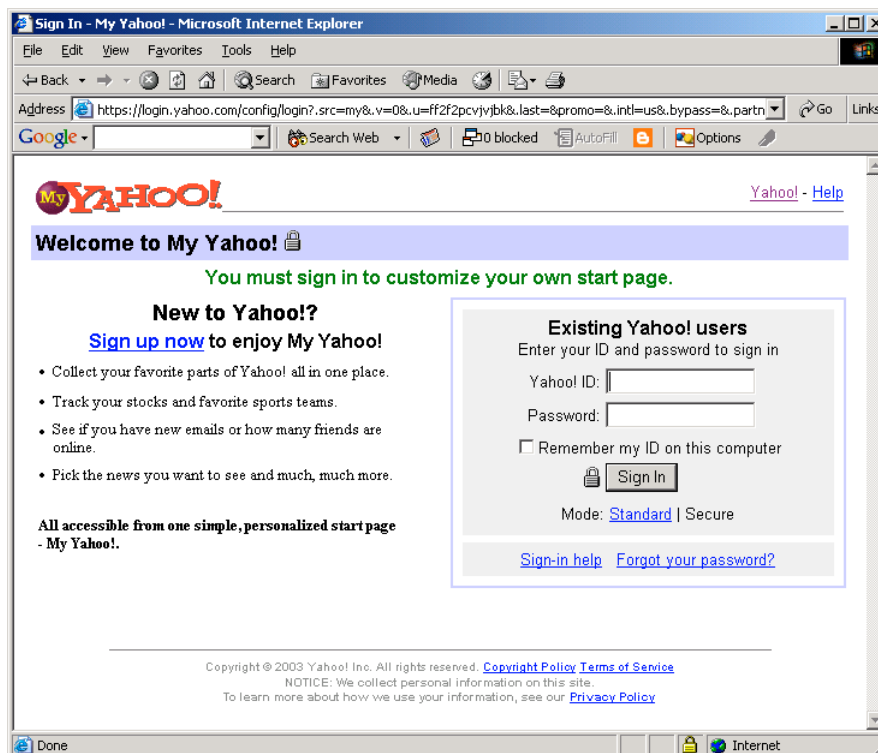 Sign In - My Yahoo! - Microsoft Internet Explorer
File Edit View Favorites Tools Help
Back Search Favorites Media
Address https://login.yahoo.com/config/login?.src=my&.v=0&.u=ff2f2pcvjvjbk&.last=&promo=&.intl=us&.bypass=&.partn Go Links
Google Search Web 0 blocked AutoFill Options
My YAHOO!
Yahoo! - Help
Welcome to My Yahoo!
You must sign in to customize your own start page.
New to Yahoo!?
Sign up now to enjoy My Yahoo!
• Collect your favorite parts of Yahoo! all in one place.
• Track your stocks and favorite sports teams.
• See if you have new emails or how many friends are
online.
• Pick the news you want to see and much, much more.
All accessible from one simple, personalized start page
- My Yahoo!.
Existing Yahoo! users
Enter your ID and password to sign in
Yahoo! ID:
Password:
Remember my ID on this computer
Sign In
Mode: Standard | Secure
Sign-in help Forgot your password?
Copyright © 2003 Yahoo! Inc. All rights reserved. Copyright Policy Terms of Service
NOTICE: We collect personal information on this site.
To learn more about how we use your information, see our Privacy Policy
Done Internet